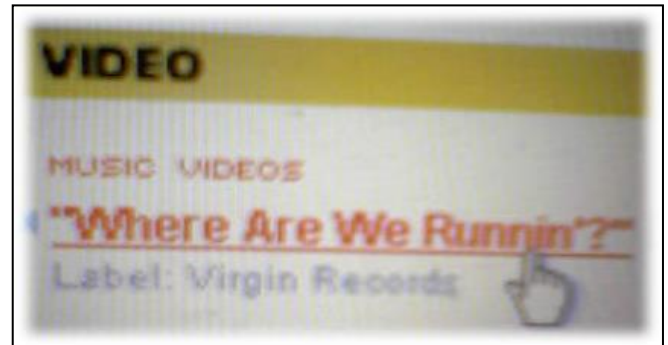 VIDEO
MUSIC VIDEOS
"Where Are We Runnin'?"
Label: Virgin Records